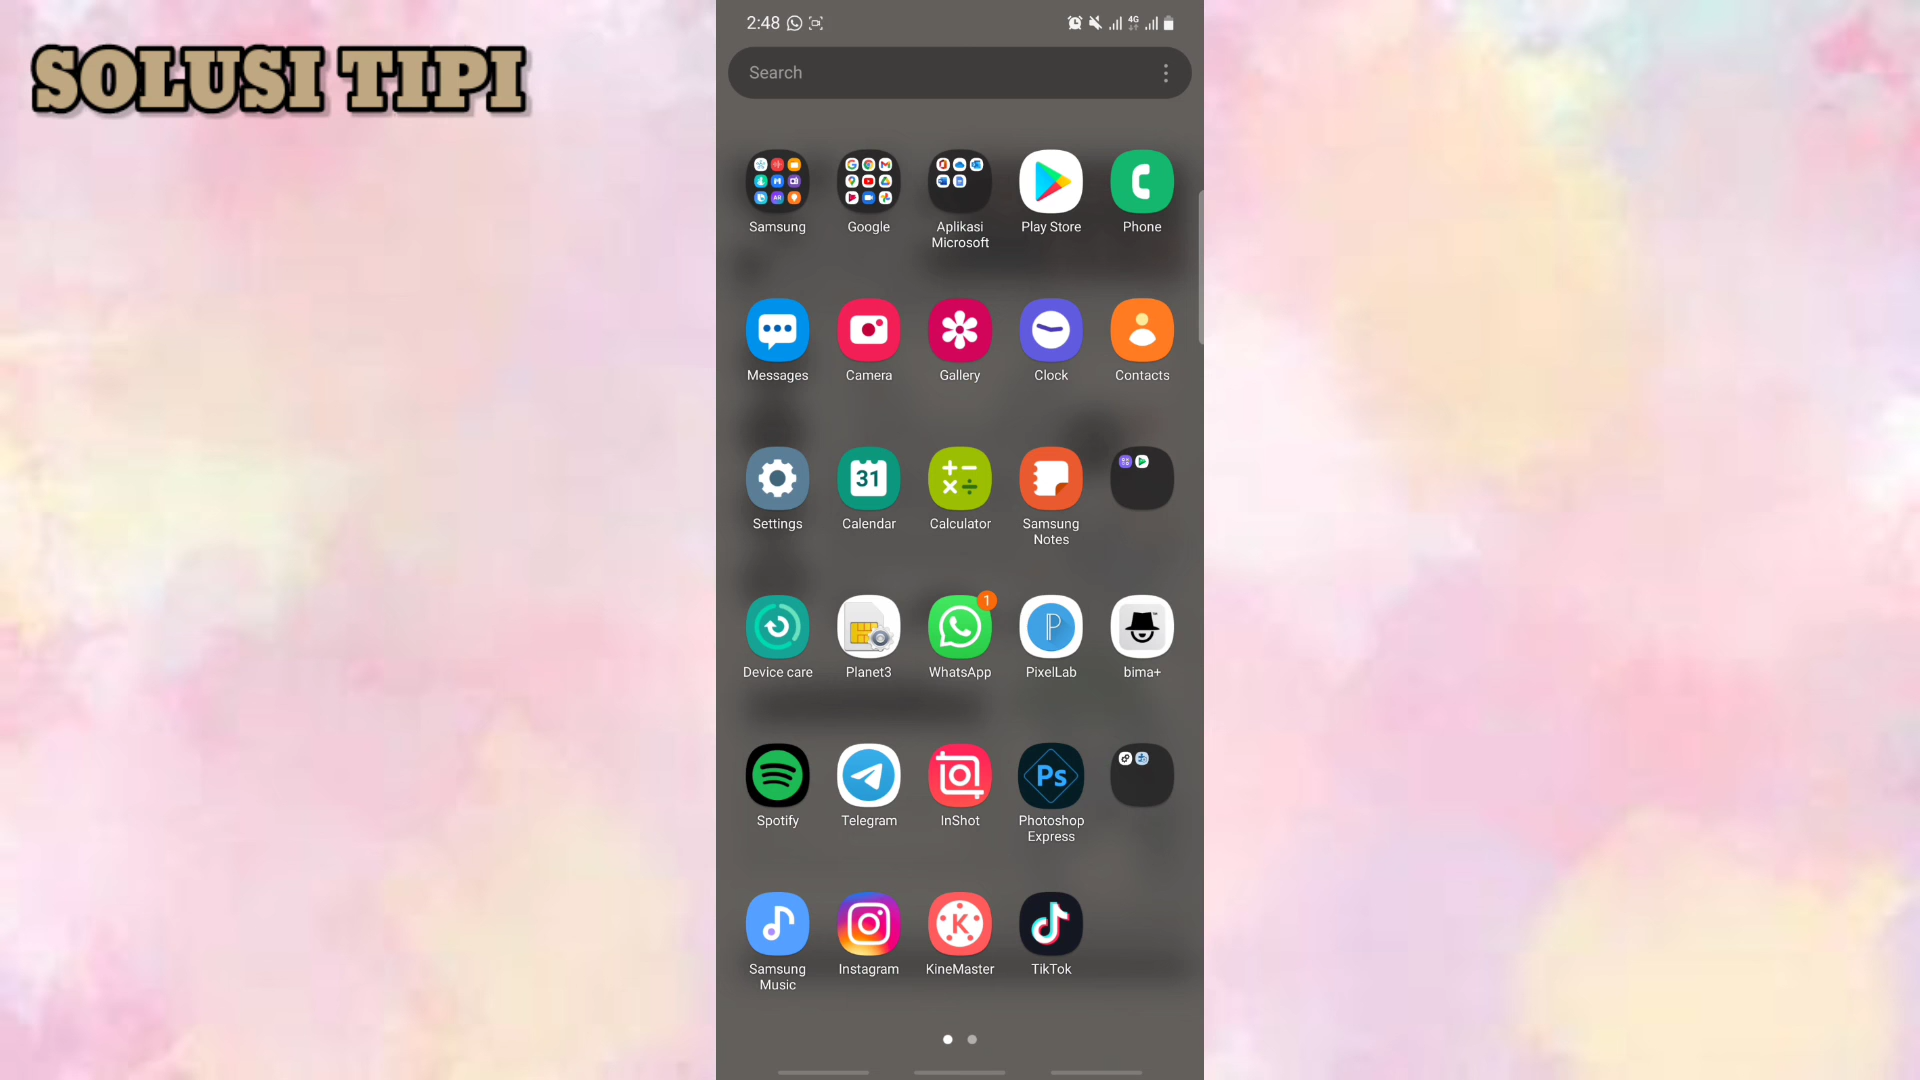 SOLUSI TIPI
2:48
4G
Search
Samsung
Google
Aplikasi
Microsoft
Play Store
Phone
Messages
Camera
Gallery
Clock
Contacts
31
Settings
Calendar
Calculator
Samsung
Notes
1
P
Device care
Planet3
WhatsApp
PixelLab
bima+
Ps
Spotify
Telegram
InShot
Photoshop
Express
K
Samsung
Music
Instagram
KineMaster
TikTok